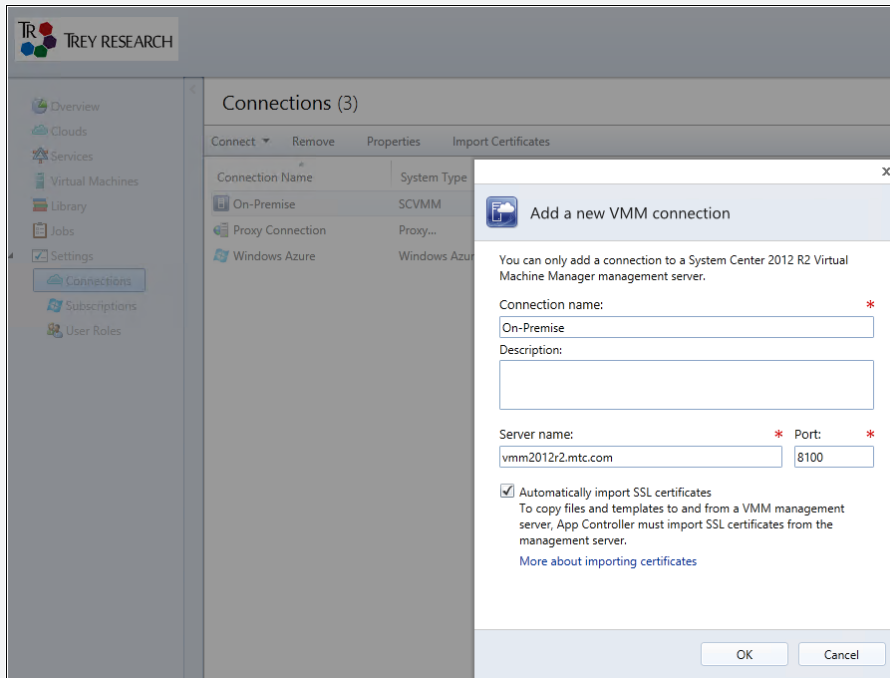 TR TREY RESEARCH
Overview
Clouds
Services
Virtual Machines
Library
Jobs
Settings
Connections
Subscriptions
User Roles
Connections (3)
Connect Remove Properties Import Certificates
Connection Name System Type
On-Premise SCVMM
Proxy Connection Proxy...
Windows Azure Windows Azur
x
Add a new VMM connection
You can only add a connection to a System Center 2012 R2 Virtual
Machine Manager management server.
Connection name: *
On-Premise
Description:
Server name: * Port: *
vmm2012r2.mtc.com 8100
Automatically import SSL certificates
To copy files and templates to and from a VMM management
server, App Controller must import SSL certificates from the
management server.
More about importing certificates
OK Cancel